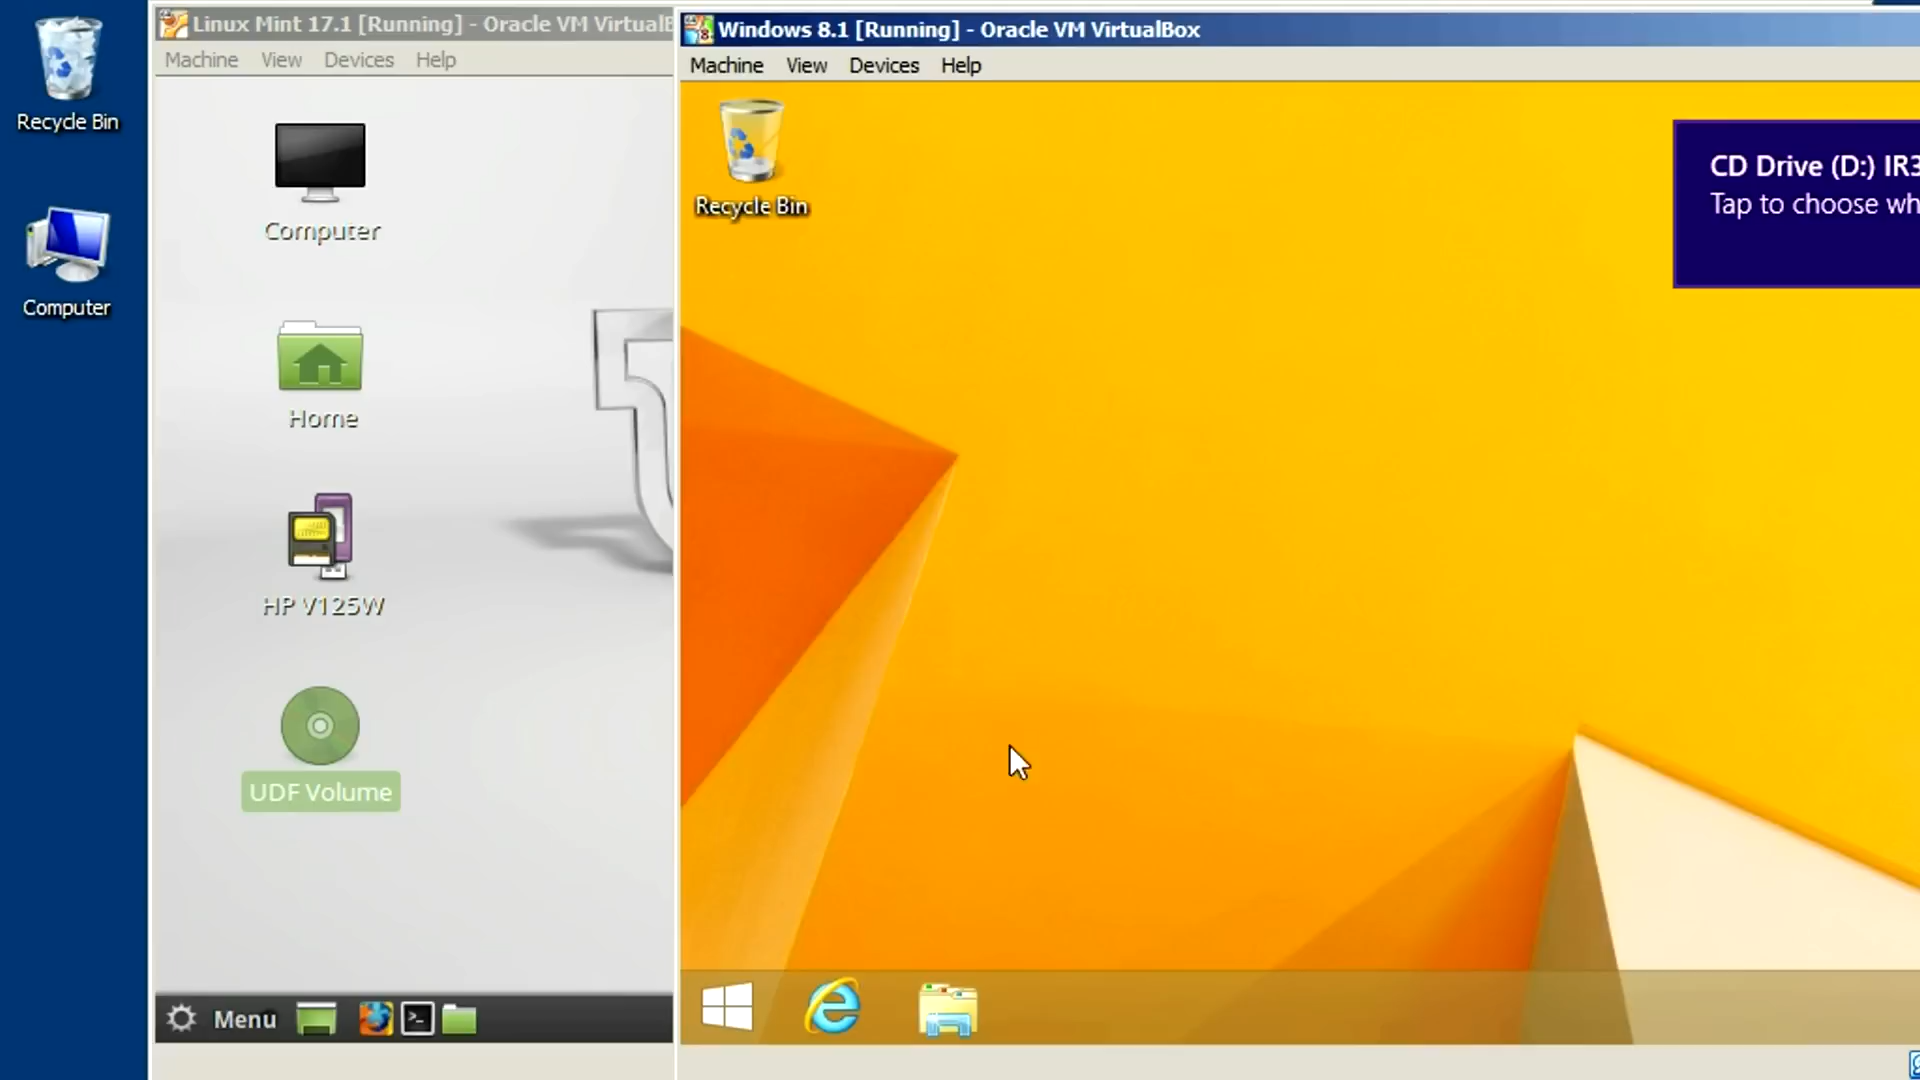 Recycle Bin
Computer
Linux Mint 17.1 [Running] - Oracle VM VirtualB
Machine View Devices Help
Computer
Home
HP V125W
UDF Volume
Menu
Windows 8.1 [Running] - Oracle VM VirtualBox
Machine View Devices Help
Recycle Bin
CD Drive (D:) IR3
Tap to choose wh